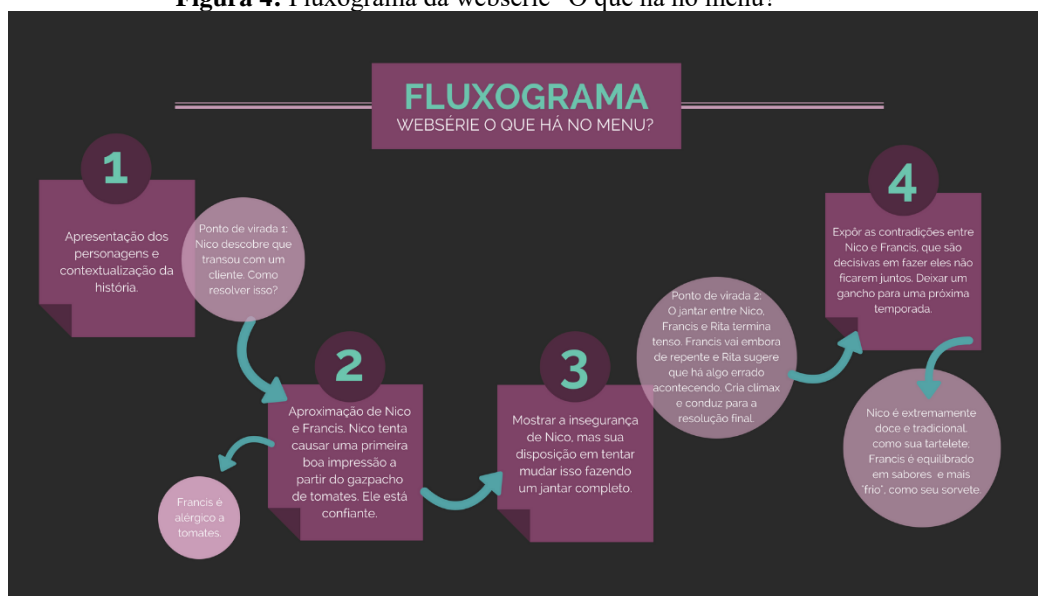 Figura 4: Fluxograma da websérie "O que há no menu?"
FLUXOGRAMA
WEBSÉRIE O QUE HÁ NO MENU?
1
Apresentação dos
personagens e
contextualização da
história.
Ponto de virada 1:
Nico descobre que
transou com um
cliente. Como
resolver isso?
2
Aproximação de Nico
e Francis. Nico tenta
causar uma primeira
boa impressão a
partir do gazpacho
de tomates. Ele está
confiante.
Francis é
alérgico a
tomates.
3
Mostrar a insegurança
de Nico, mas sua
disposição em tentar
mudar isso fazendo
um jantar completo.
Ponto de virada 2:
O jantar entre Nico,
Francis e Rita termina
tenso. Francis vai embora
de repente e Rita sugere
que há algo errado
acontecendo. Cria climax
e conduz para a
resolução final.
4
Expôr as contradições entre
Nico e Francis, que são
decisivas em fazer eles não
ficarem juntos. Deixar um
gancho para uma próxima
temporada.
Nico é extremamente
doce e tradicional,
como sua tartelete;
Francis é equilibrado
em sabores e mais
"frio", como seu sorvete.